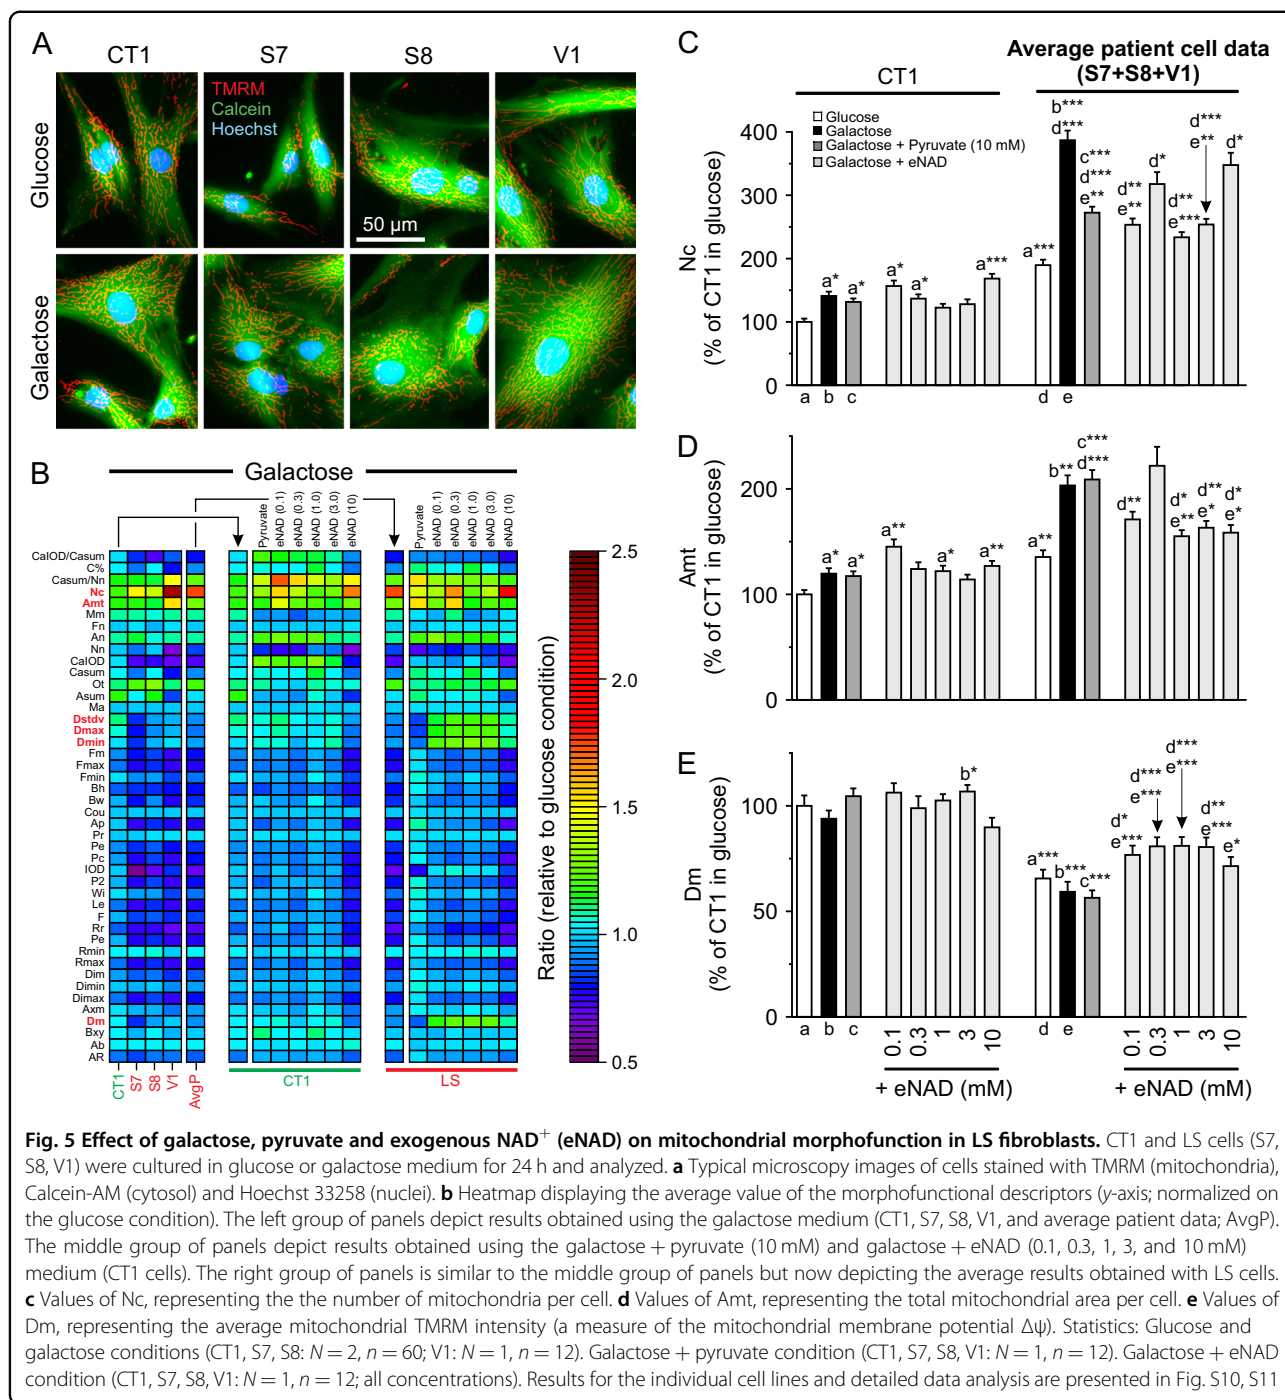 A
CT1 S7 S8 V1
Glucose
TMRM
Calcein
Hoechst
50 µm
Galactose
B
Galactose
Pyruvate
eNAD (0.1)
eNAD (0.3)
eNAD (1.0)
eNAD (3.0)
eNAD (10)
Pyruvate
eNAD (0.1)
eNAD (0.3)
eNAD (1.0)
eNAD (3.0)
eNAD (10)
CalOD/Casum
C%
Casum/Nn
Nc
Amt
Mm
Fn
An
Nn
CalOD
Casum
Ot
Asum
Ma
Dstdv
Dmax
Dmin
Fm
Fmax
Fmin
Bh
Bw
Cou
Ap
Pr
Pe
Pc
IOD
P2
Wi
Le
F
Rr
Pe
Rmin
Rmax
Dim
Dimin
Dimax
Axm
Dm
Bxy
Ab
AR
CT1
S7
S8
V1
AvgP
CT1
LS
2.5
2.0
1.5
1.0
0.5
Ratio (relative to glucose condition)
C
CT1
Average patient cell data
(S7+S8+V1)
Glucose
Galactose
Galactose + Pyruvate (10 mM)
Galactose + eNAD
Nc
(% of CT1 in glucose)
400
300
200
100
0
a* a* a* a* a***
a***
b***
d***
c***
d***
e**
d**
e**
d*
d**
e***
d***
e**
d*
a b c d e
D
Amt
(% of CT1 in glucose)
200
100
0
a* a* a** a* a**
a**
b**
c***
d***
d**
d*
e**
d**
e*
d*
e*
E
Dm
(% of CT1 in glucose)
100
50
0
b*
a*** b*** c***
d*
e***
d***
e***
d***
e***
d**
e***
e*
a b c 0.1 0.3 1 3 10 d e 0.1 0.3 1 3 10
+ eNAD (mM) + eNAD (mM)
Fig. 5 Effect of galactose, pyruvate and exogenous NAD⁺ (eNAD) on mitochondrial morphofunction in LS fibroblasts. CT1 and LS cells (S7,
S8, V1) were cultured in glucose or galactose medium for 24 h and analyzed. a Typical microscopy images of cells stained with TMRM (mitochondria),
Calcein-AM (cytosol) and Hoechst 33258 (nuclei). b Heatmap displaying the average value of the morphofunctional descriptors (y-axis; normalized on
the glucose condition). The left group of panels depict results obtained using the galactose medium (CT1, S7, S8, V1, and average patient data; AvgP).
The middle group of panels depict results obtained using the galactose + pyruvate (10 mM) and galactose + eNAD (0.1, 0.3, 1, 3, and 10 mM)
medium (CT1 cells). The right group of panels is similar to the middle group of panels but now depicting the average results obtained with LS cells.
c Values of Nc, representing the the number of mitochondria per cell. d Values of Amt, representing the total mitochondrial area per cell. e Values of
Dm, representing the average mitochondrial TMRM intensity (a measure of the mitochondrial membrane potential Δψ). Statistics: Glucose and
galactose conditions (CT1, S7, S8: N = 2, n = 60; V1: N = 1, n = 12). Galactose + pyruvate condition (CT1, S7, S8, V1: N = 1, n = 12). Galactose + eNAD
condition (CT1, S7, S8, V1: N = 1, n = 12; all concentrations). Results for the individual cell lines and detailed data analysis are presented in Fig. S10, S11